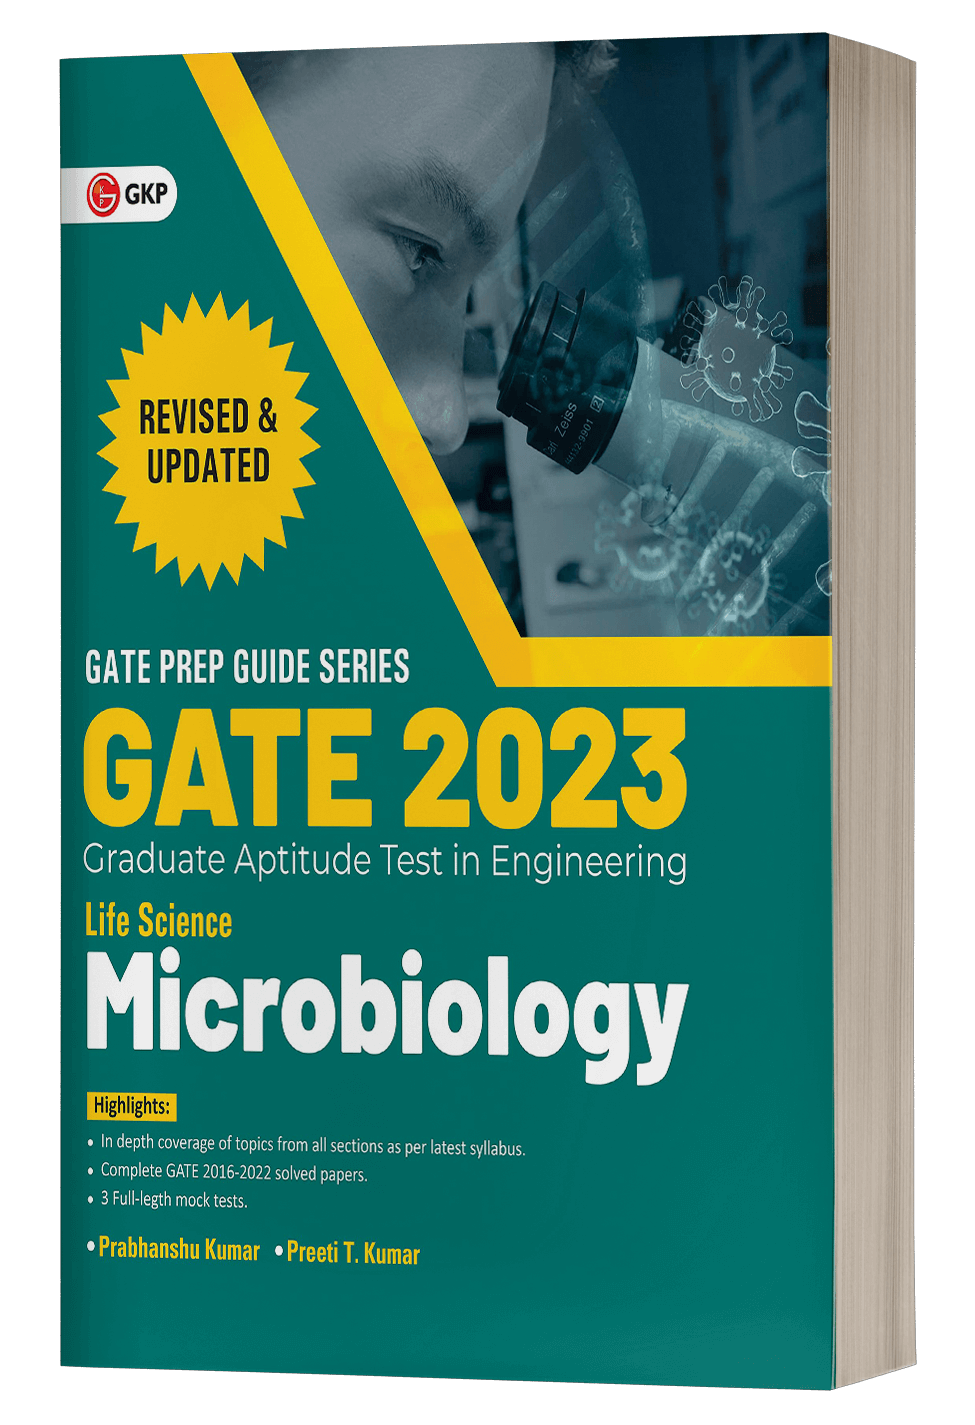 GKP
REVISED &
UPDATED
Carl Zeiss
GATE PREP GUIDE SERIES
GATE 2023
Graduate Aptitude Test in Engineering
Life Science
Microbiology
Highlights:
• In depth coverage of topics from all sections as per latest syllabus.
• Complete GATE 2016-2022 solved papers.
• 3 Full-legth mock tests.
• Prabhanshu Kumar • Preeti T. Kumar